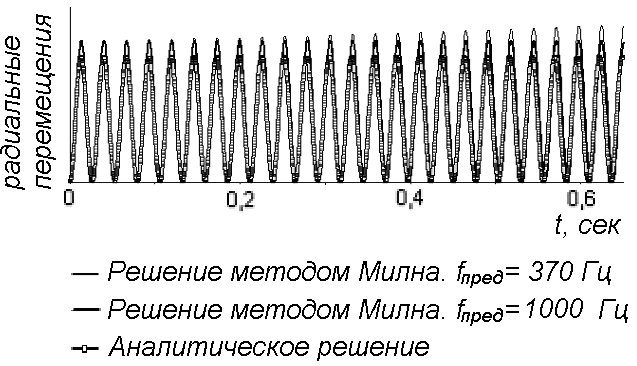 радиальные
перемещения
0
0,2
0,4
0,6
t, сек
Решение методом Милна. fпред= 370 Гц
Решение методом Милна. fпред=1000 Гц
Аналитическое решение